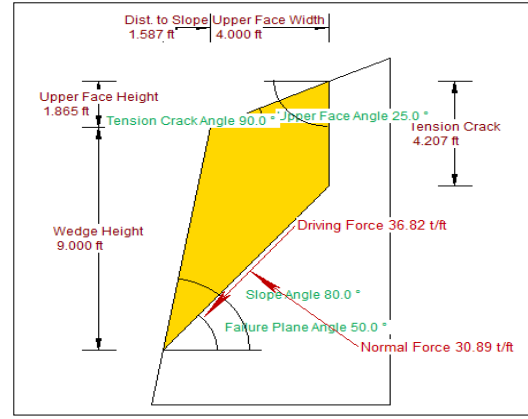 Dist. to Slope
1.587 ft
Upper Face Width
4.000 ft
Upper Face Height
1.865 ft
Tension Crack Angle 90.0 °
Upper Face Angle 25.0 °
Tension Crack
4.207 ft
Wedge Height
9.000 ft
Driving Force 36.82 t/ft
Slope Angle 80.0 °
Failure Plane Angle 50.0 °
Normal Force 30.89 t/ft